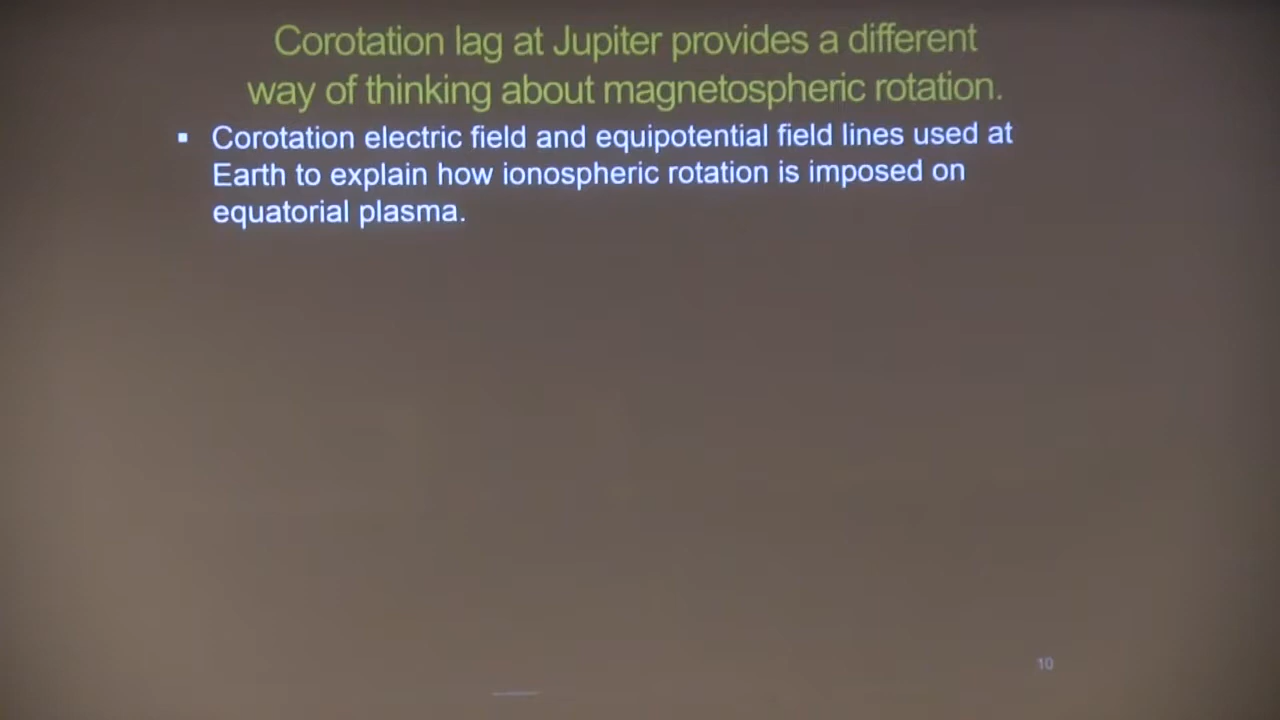 Corotation lag at Jupiter provides a different
way of thinking about magnetospheric rotation.
▪ Corotation electric field and equipotential field lines used at
Earth to explain how ionospheric rotation is imposed on
equatorial plasma.
10